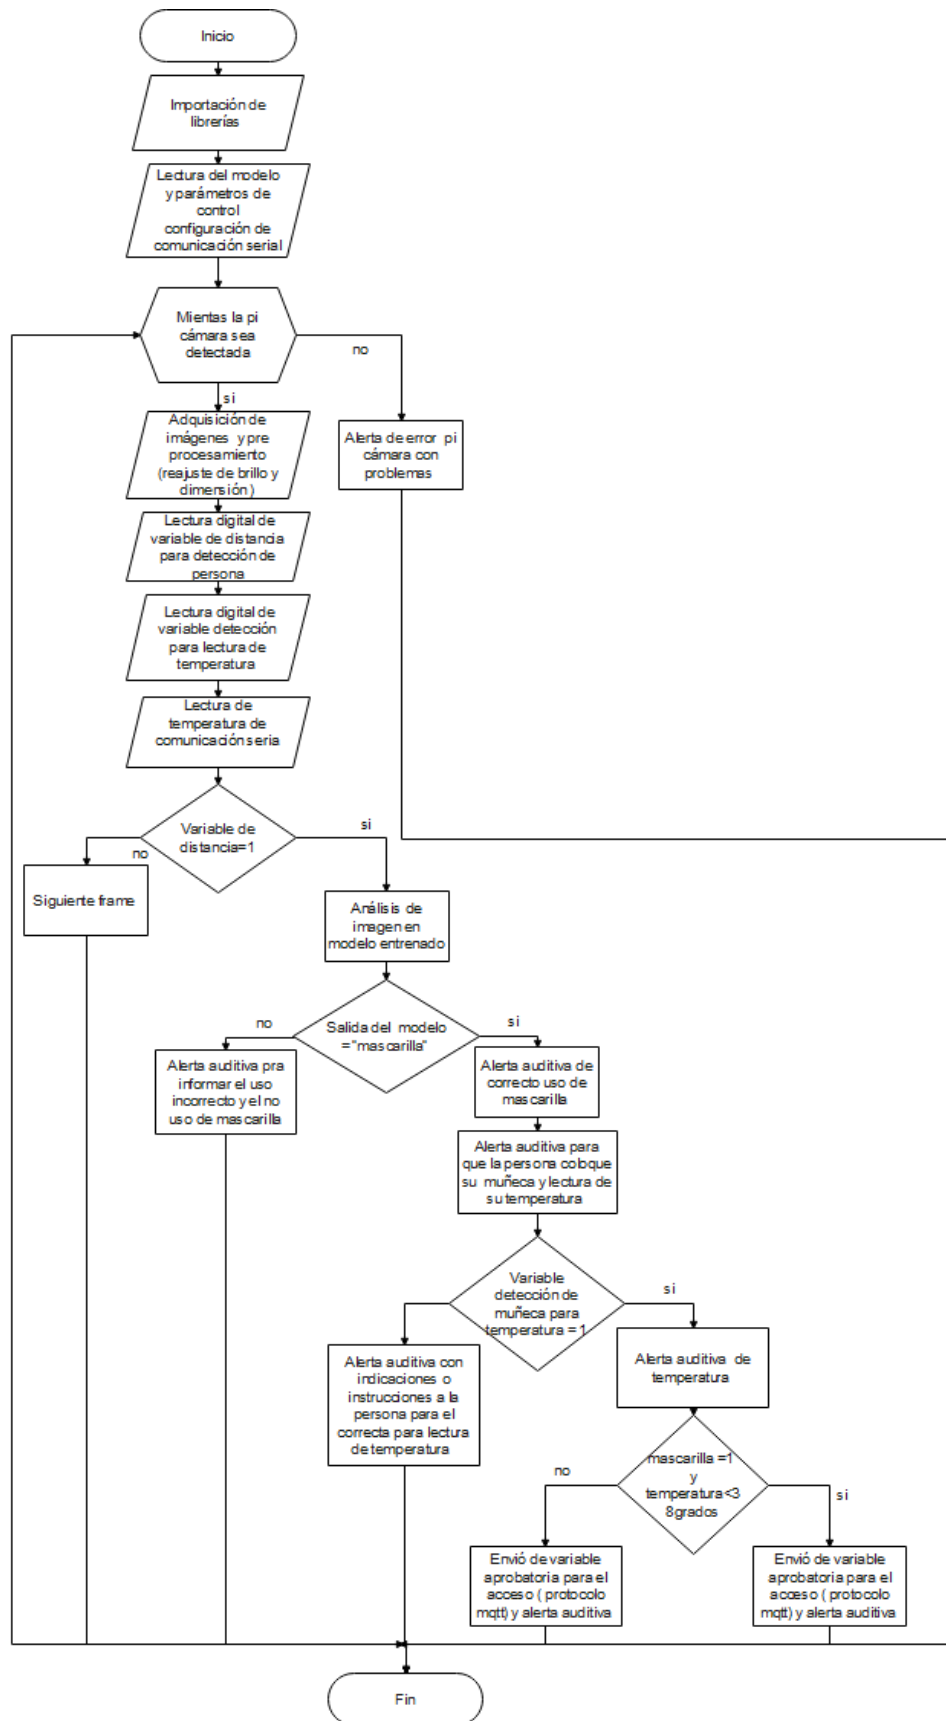 Inicio
Importación de
librerías
Lectura del modelo
y parámetros de
control
configuración de
comunicación serial
Mientas la pi
cámara sea
detectada
no
si
Adquisición de
imágenes y pre
procesamiento
(reajuste de brillo y
dimensión )
Alerta de error pi
cámara con
problemas
Lectura digital de
variable de distancia
para detección de
persona
Lectura digital de
variable detección
para lectura de
temperatura
Lectura de
temperatura de
comunicación seria
Variable de
distancia=1
si
no
Siguiente frame
Análisis de
imagen en
modelo entrenado
Salida del modelo
="mascarilla"
no
si
Alerta auditiva pra
informar el uso
incorrecto y el no
uso de mascarilla
Alerta auditiva de
correcto uso de
mascarilla
Alerta auditiva para
que la persona coloque
su muñeca y lectura de
su temperatura
Variable
detección de
muñeca para
temperatura = 1
si
Alerta auditiva con
indicaciones o
instrucciones a la
persona para el
correcta para lectura
de temperatura
Alerta auditiva de
temperatura
mascarilla =1
y
temperatura<3
8grados
no
si
Envió de variable
aprobatoria para el
acceso ( protocolo
mqtt) y alerta auditiva
Envió de variable
aprobatoria para el
acceso ( protocolo
mqtt) y alerta auditiva
Fin